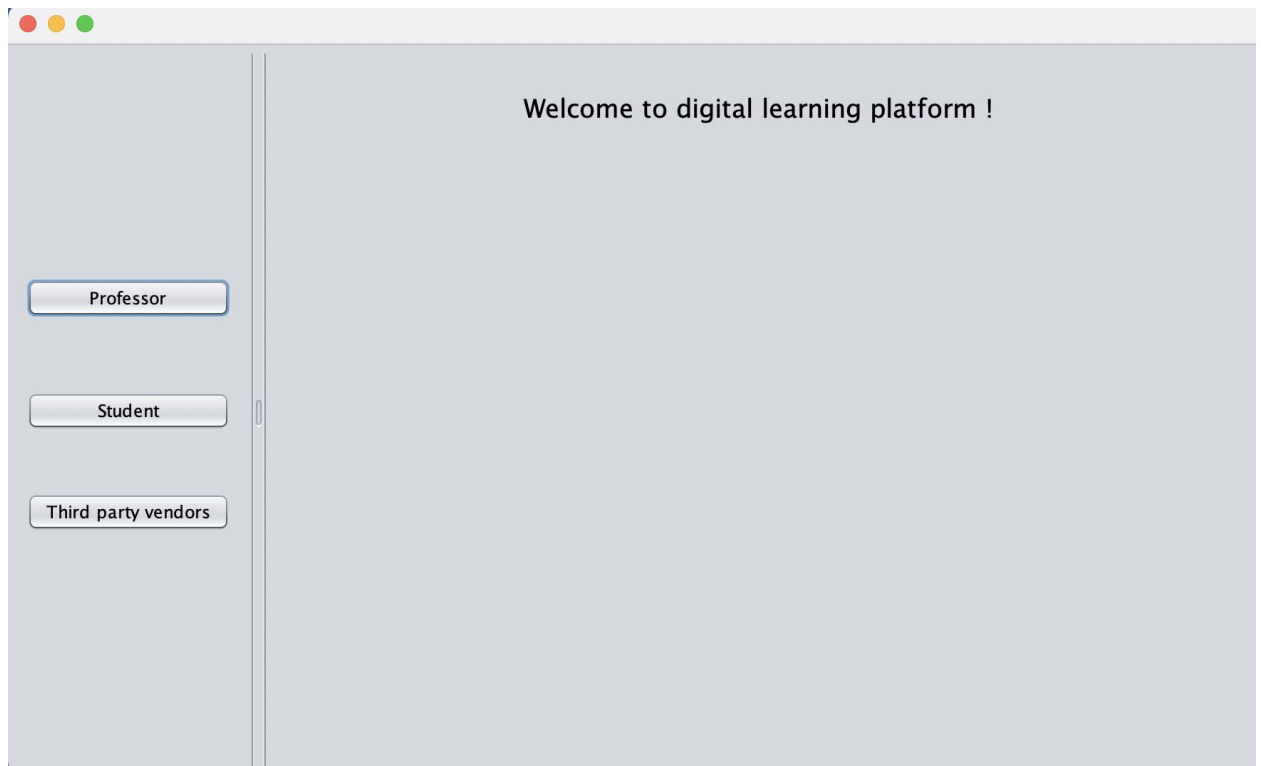 Welcome to digital learning platform !
Professor
Student
Third party vendors